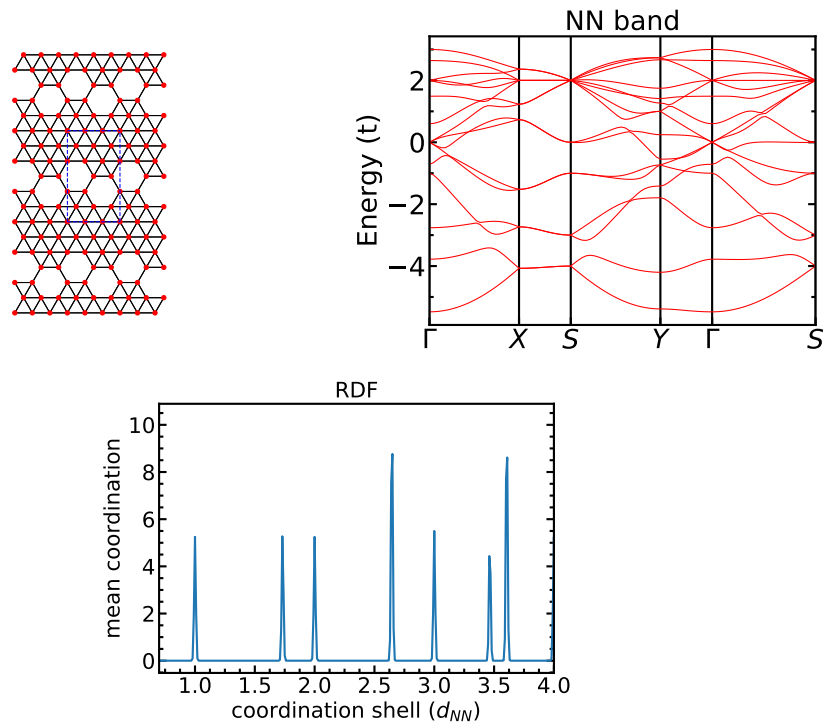 NN band
Energy (t)
2
0
−2
−4
Γ X S Y Γ S
RDF
mean coordination
10
8
6
4
2
0
1.0 1.5 2.0 2.5 3.0 3.5 4.0
coordination shell (d_NN)